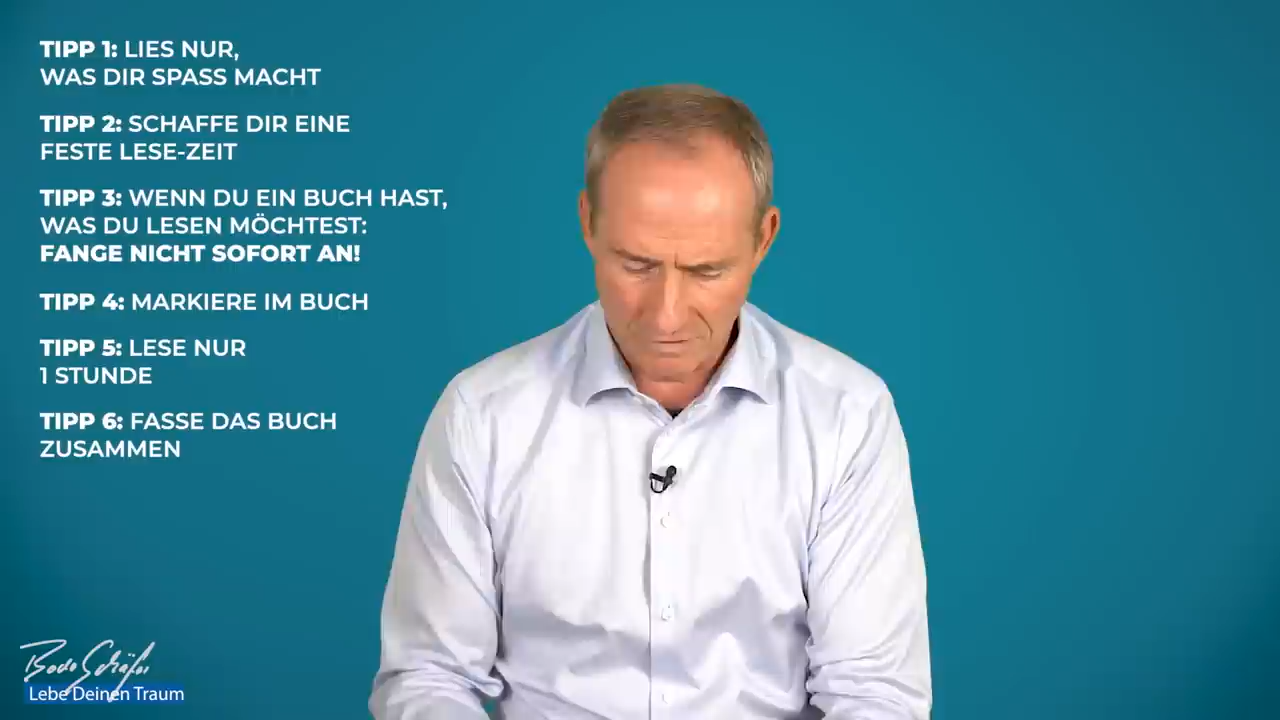 TIPP 1: LIES NUR,
WAS DIR SPASS MACHT
TIPP 2: SCHAFFE DIR EINE
FESTE LESE-ZEIT
TIPP 3: WENN DU EIN BUCH HAST,
WAS DU LESEN MÖCHTEST:
FANGE NICHT SOFORT AN!
TIPP 4: MARKIERE IM BUCH
TIPP 5: LESE NUR
1 STUNDE
TIPP 6: FASSE DAS BUCH
ZUSAMMEN
Bodo Schäfer
Lebe Deinen Traum